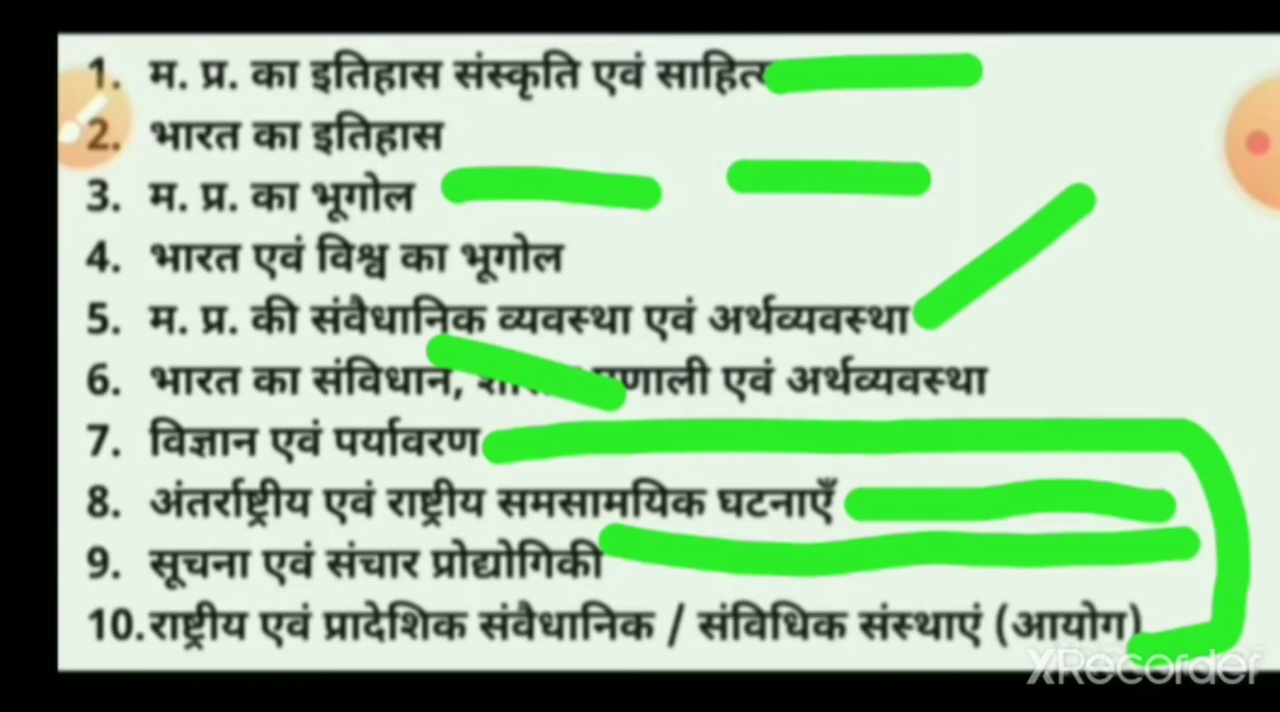 1. म. प्र. का इतिहास संस्कृति एवं साहित्य
2. भारत का इतिहास
3. म. प्र. का भूगोल
4. भारत एवं विश्व का भूगोल
5. म. प्र. की संवैधानिक व्यवस्था एवं अर्थव्यवस्था
6. भारत का संविधान, एवं अर्थव्यवस्था
7. विज्ञान एवं पर्यावरण
8. अंतर्राष्ट्रीय एवं राष्ट्रीय समसामयिक घटनाएँ
9. सूचना एवं संचार प्रोद्योगिकी
10. राष्ट्रीय एवं प्रादेशिक संवैधानिक / संविधिक संस्थाएं (आयोग)
XRecorder